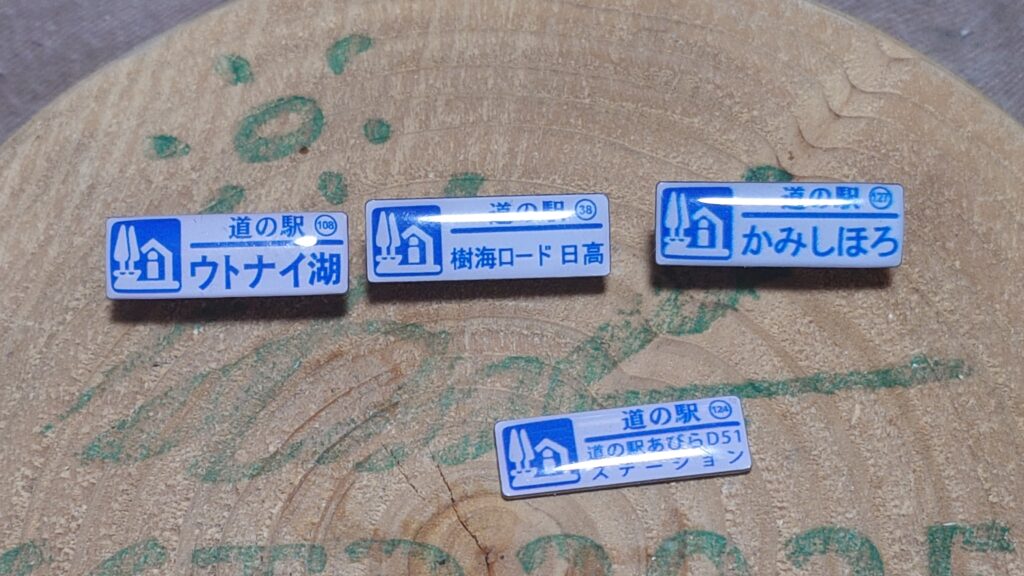 道の駅 108
ウトナイ湖
道の駅 38
樹海ロード 日高
道の駅 127
かみしほろ
道の駅 124
道の駅あびらD51
ステーション